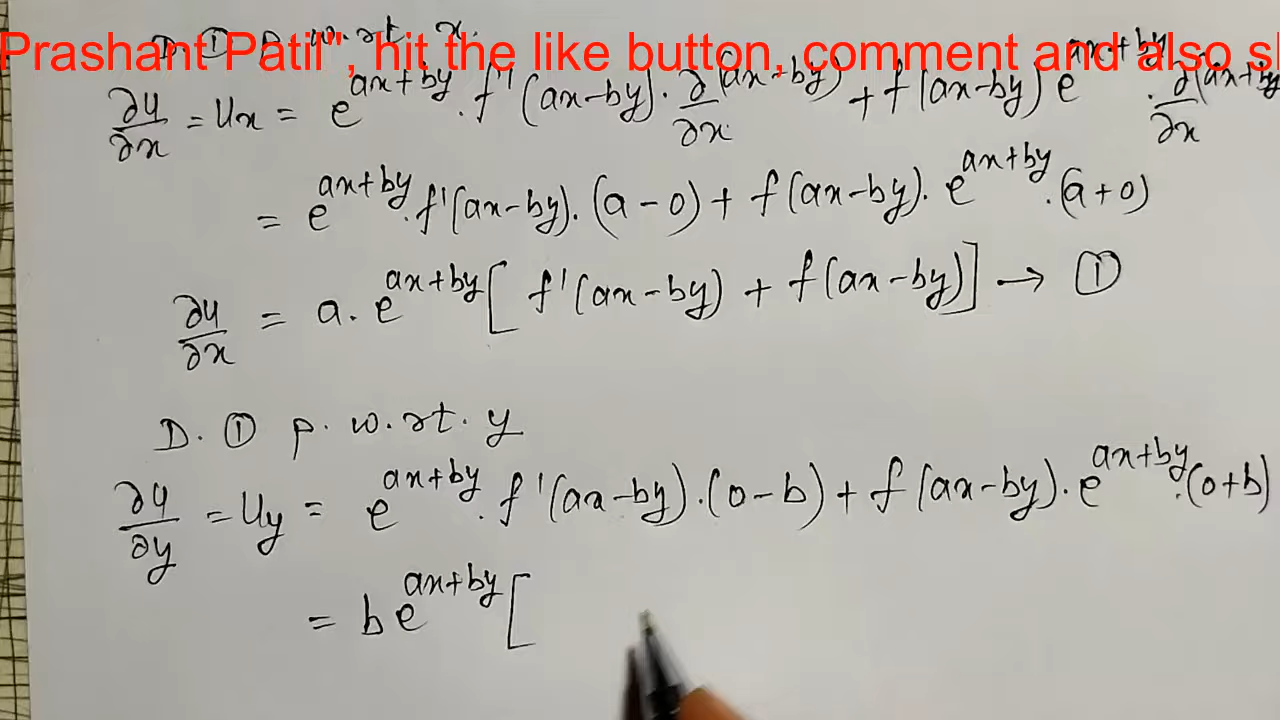 Prashant Patil", hit the like button, comment and also s
D. ① P. w.r.t. x.
∂u/∂x = Ux = e^{ax+by} . f'(ax-by) . ∂/∂x (ax-by) + f(ax-by) e^{ax+by} . ∂/∂x (ax+by
= e^{ax+by} . f'(ax-by) . (a-0) + f(ax-by) . e^{ax+by} . (a+0)
∂u/∂x = a . e^{ax+by} [ f'(ax-by) + f(ax-by) ] → ①
D. ① p. w.r.t. y
∂u/∂y = Uy = e^{ax+by} . f'(ax-by) . (0-b) + f(ax-by) . e^{ax+by} . (0+b)
= b e^{ax+by} [